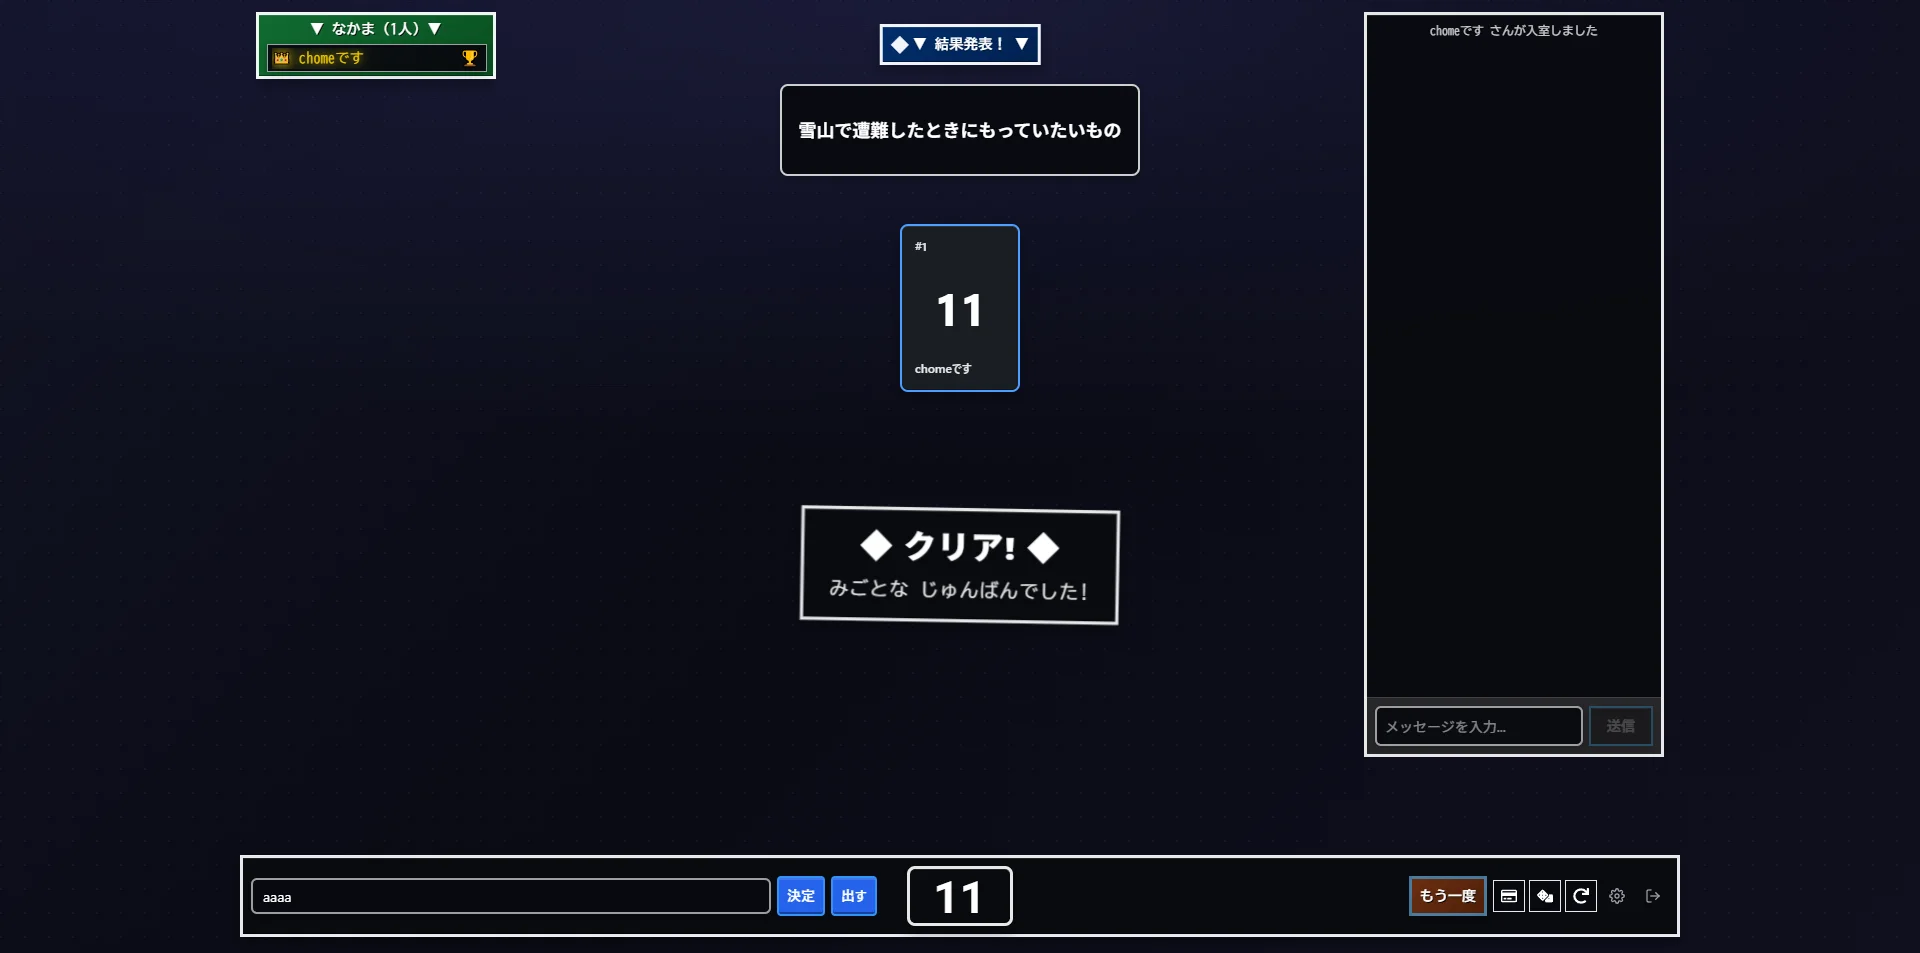 ▼ なかま（1人）▼
chomeです
◆▼ 結果発表！ ▼
雪山で遭難したときにもっていたいもの
#1
11
chomeです
◆ クリア! ◆
みごとな じゅんばんでした!
chomeです さんが入室しました
メッセージを入力...
送信
aaaa
決定
出す
11
もう一度